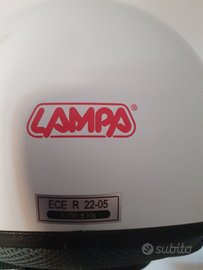 LAMPA®
ECE R 22-05
subito